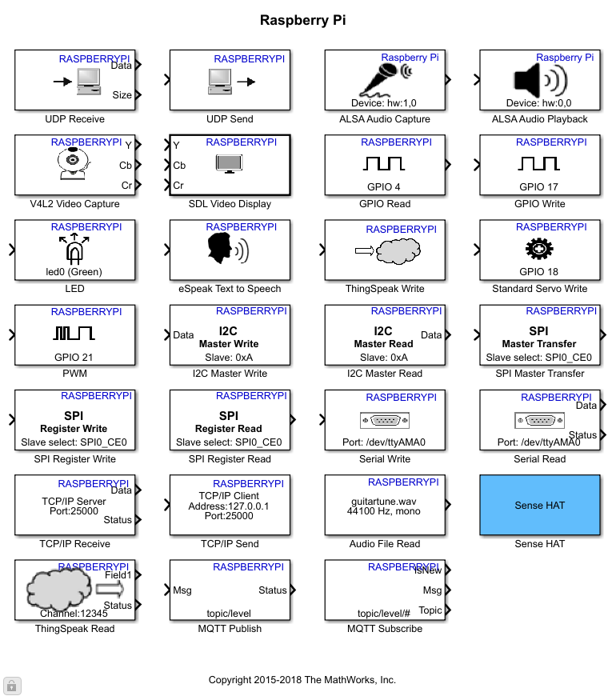 Raspberry Pi
RASPBERRYPI
Data
Size
UDP Receive
RASPBERRYPI
UDP Send
Raspberry Pi
Device: hw:1,0
ALSA Audio Capture
Raspberry Pi
Device: hw:0,0
ALSA Audio Playback
RASPBERRYPI
Y
Cb
Cr
V4L2 Video Capture
RASPBERRYPI
Y
Cb
Cr
SDL Video Display
RASPBERRYPI
GPIO 4
GPIO Read
RASPBERRYPI
GPIO 17
GPIO Write
RASPBERRYPI
led0 (Green)
LED
RASPBERRYPI
eSpeak Text to Speech
RASPBERRYPI
ThingSpeak Write
RASPBERRYPI
GPIO 18
Standard Servo Write
RASPBERRYPI
GPIO 21
PWM
RASPBERRYPI
Data
I2C
Master Write
Slave: 0xA
I2C Master Write
RASPBERRYPI
I2C
Data
Master Read
Slave: 0xA
I2C Master Read
RASPBERRYPI
SPI
Master Transfer
Slave select: SPI0_CE0
SPI Master Transfer
RASPBERRYPI
SPI
Register Write
Slave select: SPI0_CE0
SPI Register Write
RASPBERRYPI
SPI
Register Read
Slave select: SPI0_CE0
SPI Register Read
RASPBERRYPI
Port: /dev/ttyAMA0
Serial Write
RASPBERRYPI
Data
Port: /dev/ttyAMA0
Status
Serial Read
RASPBERRYPI
Data
TCP/IP Server
Port:25000
Status
TCP/IP Receive
RASPBERRYPI
TCP/IP Client
Address:127.0.0.1
Port:25000
TCP/IP Send
RASPBERRYPI
guitartune.wav
44100 Hz, mono
Audio File Read
Sense HAT
Sense HAT
RASPBERRYPI
Field1
Status
Channel:12345
ThingSpeak Read
RASPBERRYPI
Msg
Status
topic/level
MQTT Publish
RASPBERRYPI
IsNew
Msg
topic/level/#
Topic
MQTT Subscribe
Copyright 2015-2018 The MathWorks, Inc.